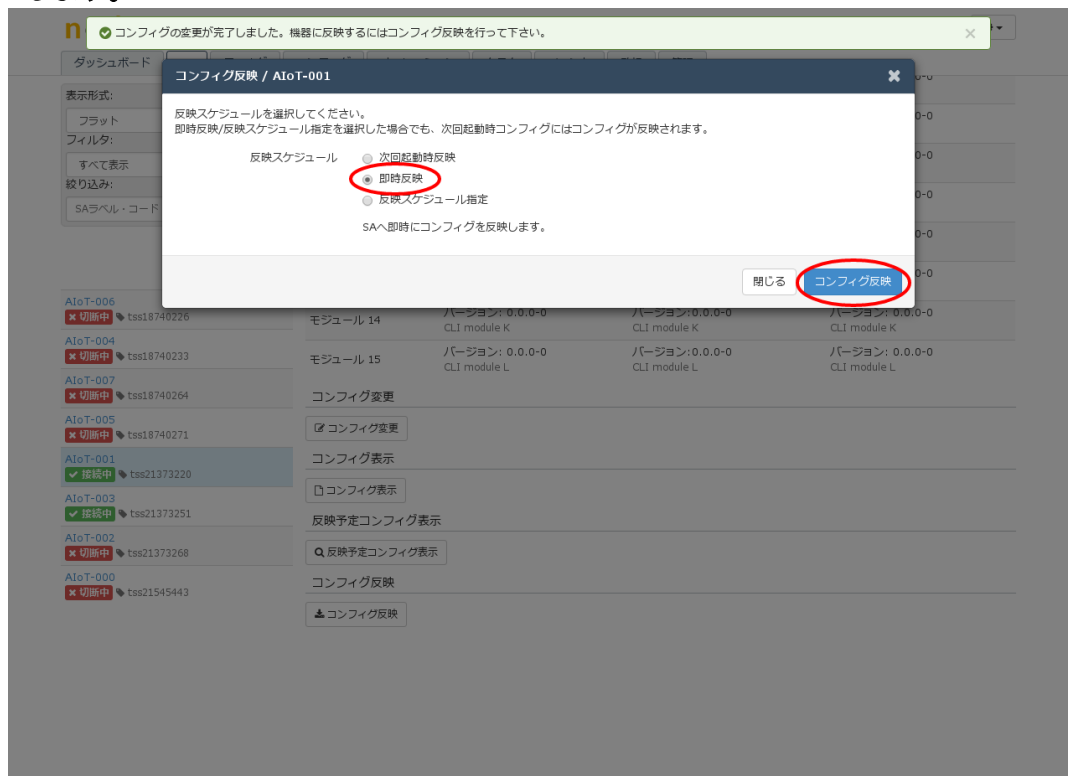 コンフィグの変更が完了しました。機器に反映するにはコンフィグ反映を行って下さい。 ×
ダッシュボード
コンフィグ反映 / AIoT-001 ✖
表示形式:
フラット
フィルタ:
すべて表示
絞り込み:
SAラベル・コード
反映スケジュールを選択してください。
即時反映/反映スケジュール指定を選択した場合でも、次回起動時コンフィグにはコンフィグが反映されます。
反映スケジュール
次回起動時反映
即時反映
反映スケジュール指定
SAへ即時にコンフィグを反映します。
閉じる コンフィグ反映
AIoT-006
✖ 切断中 tss18740226
AIoT-004
✖ 切断中 tss18740233
AIoT-007
✖ 切断中 tss18740264
AIoT-005
✖ 切断中 tss18740271
AIoT-001
✔ 接続中 tss21373220
AIoT-003
✔ 接続中 tss21373251
AIoT-002
✖ 切断中 tss21373268
AIoT-000
✖ 切断中 tss21545443
モジュール 14 バージョン: 0.0.0-0 バージョン:0.0.0-0 バージョン: 0.0.0-0
CLI module K CLI module K CLI module K
モジュール 15 バージョン: 0.0.0-0 バージョン:0.0.0-0 バージョン: 0.0.0-0
CLI module L CLI module L CLI module L
コンフィグ変更
コンフィグ変更
コンフィグ表示
コンフィグ表示
反映予定コンフィグ表示
反映予定コンフィグ表示
コンフィグ反映
コンフィグ反映